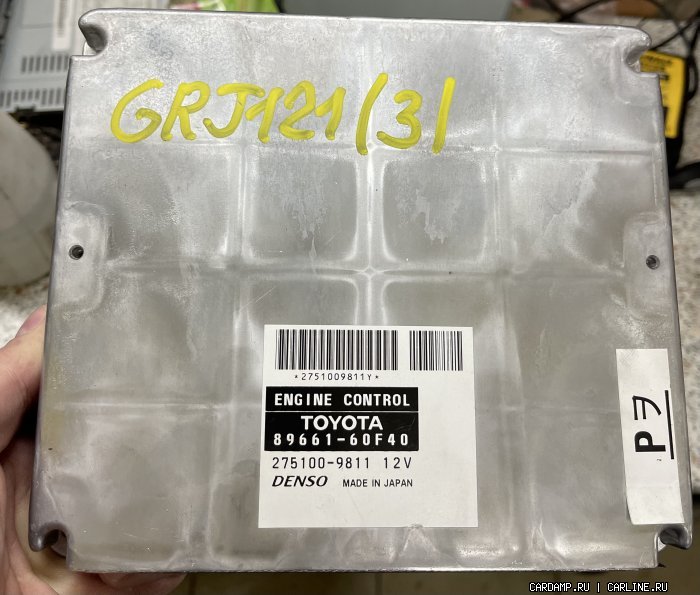 GRJ121/3/
*2751009811Y*
ENGINE CONTROL
TOYOTA
89661-60F40
275100-9811 12V
DENSO MADE IN JAPAN
CARDAMP.RU | CARLINE.RU